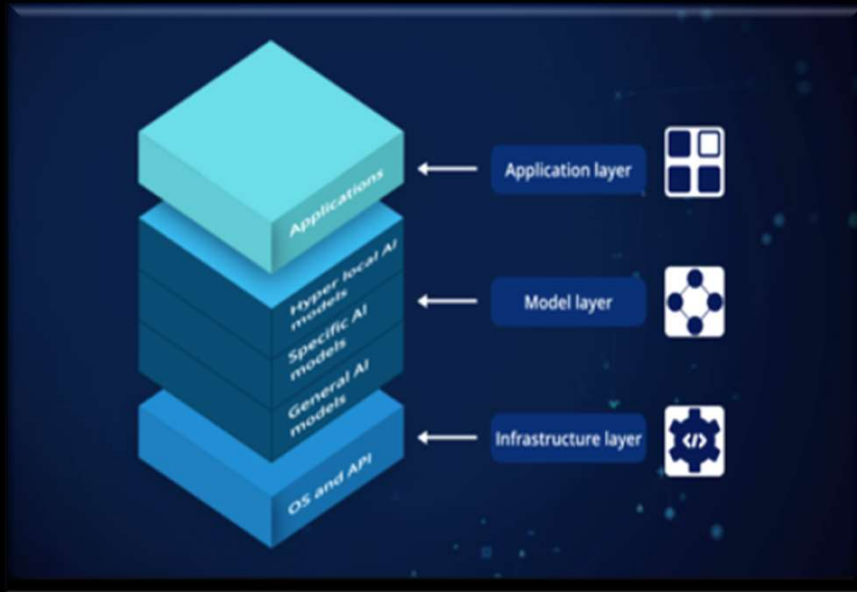 Applications
Application layer
Hyper local AI
models
Specific AI
models
General AI
models
Model layer
OS and API
Infrastructure layer
</>